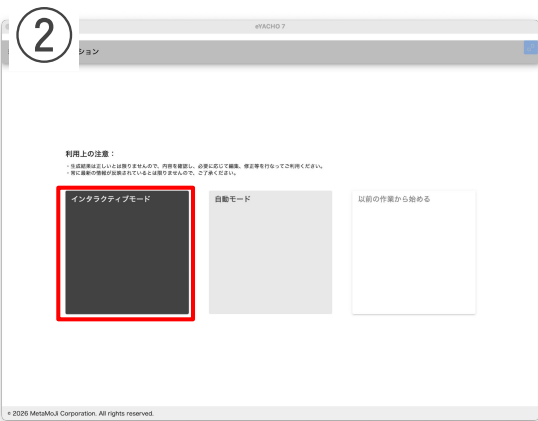 ②
eYACHO 7
ション
利用上の注意：
・生成結果は正しいとは限りませんので、内容を確認し、必要に応じて編集、修正等を行なってご利用ください。
・常に最新の情報が反映されているとは限りませんので、ご了承ください。
インタラクティブモード
自動モード
以前の作業から始める
© 2026 MetaMoJi Corporation. All rights reserved.